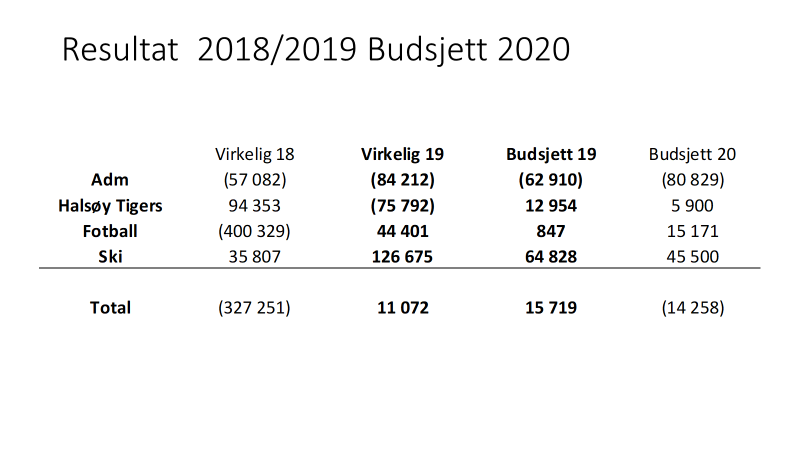 Resultat 2018/2019 Budsjett 2020
Virkelig 18 Virkelig 19 Budsjett 19 Budsjett 20
Adm (57 082) (84 212) (62 910) (80 829)
Halsøy Tigers 94 353 (75 792) 12 954 5 900
Fotball (400 329) 44 401 847 15 171
Ski 35 807 126 675 64 828 45 500
Total (327 251) 11 072 15 719 (14 258)